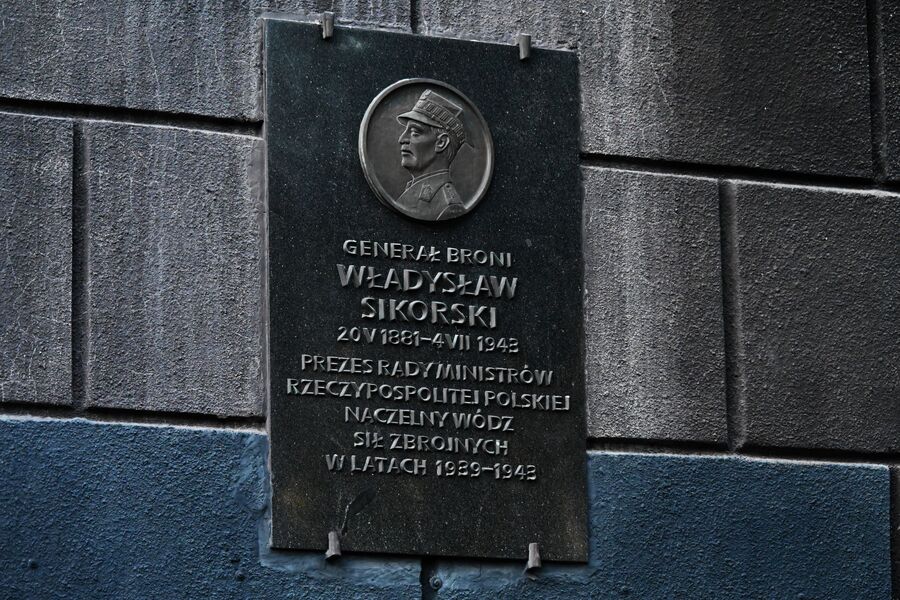 GENERAŁ BRONI
WŁADYSŁAW
SIKORSKI
20 V 1881–4 VII 1943
PREZES RADY MINISTRÓW
RZECZYPOSPOLITEJ POLSKIEJ
NACZELNY WÓDZ
SIŁ ZBROJNYCH
W LATACH 1939–1943